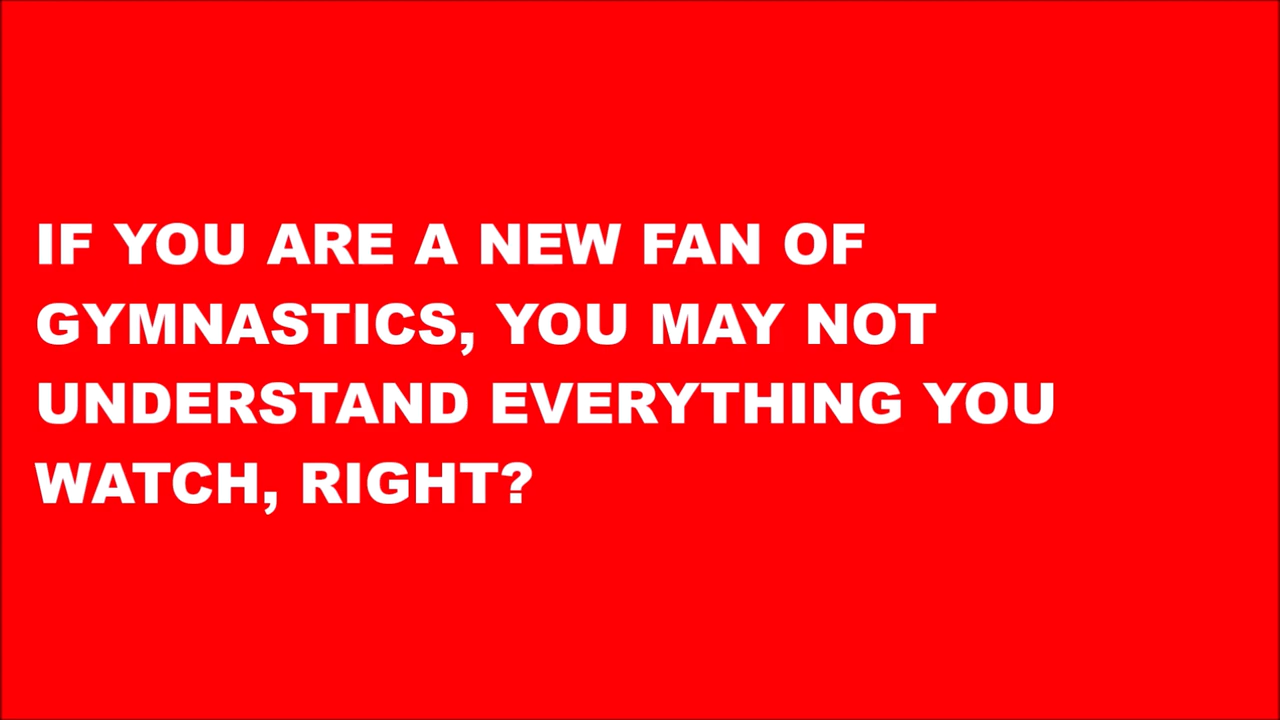 IF YOU ARE A NEW FAN OF
GYMNASTICS, YOU MAY NOT
UNDERSTAND EVERYTHING YOU
WATCH, RIGHT?